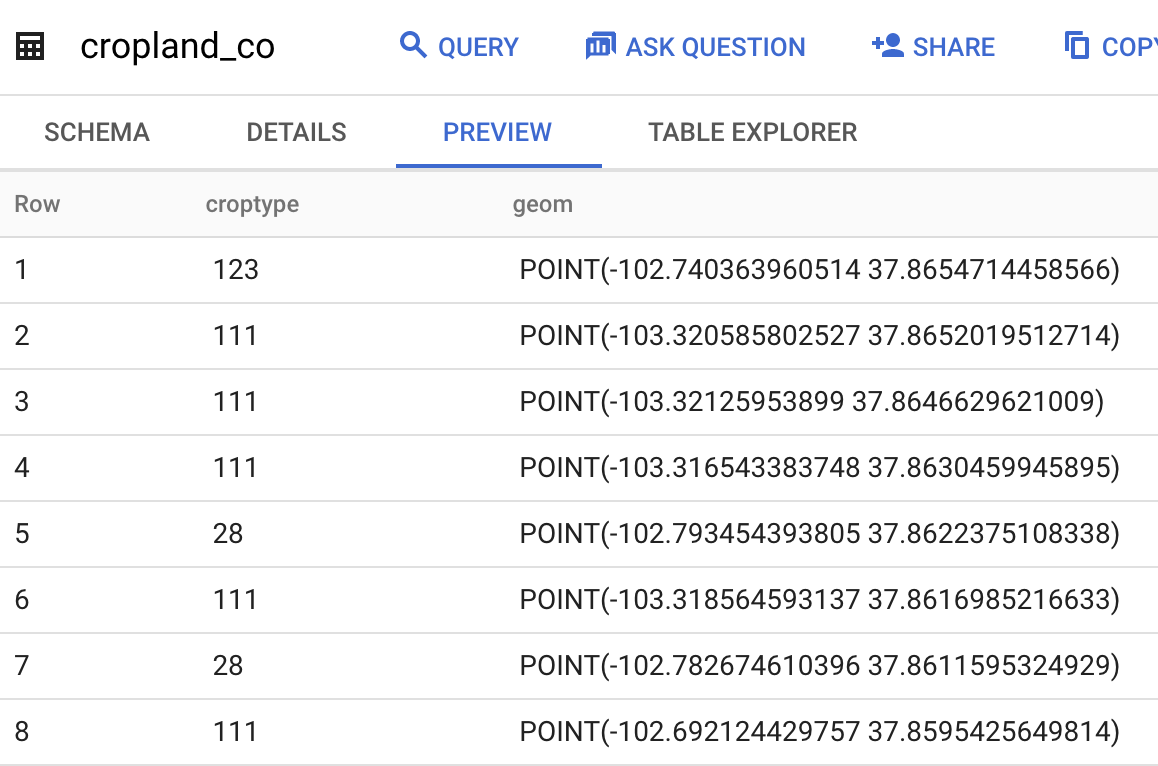 cropland_co QUERY ASK QUESTION SHARE COPY
SCHEMA DETAILS PREVIEW TABLE EXPLORER
Row croptype geom
1 123 POINT(-102.740363960514 37.8654714458566)
2 111 POINT(-103.320585802527 37.8652019512714)
3 111 POINT(-103.32125953899 37.8646629621009)
4 111 POINT(-103.316543383748 37.8630459945895)
5 28 POINT(-102.793454393805 37.8622375108338)
6 111 POINT(-103.318564593137 37.8616985216633)
7 28 POINT(-102.782674610396 37.8611595324929)
8 111 POINT(-102.692124429757 37.8595425649814)